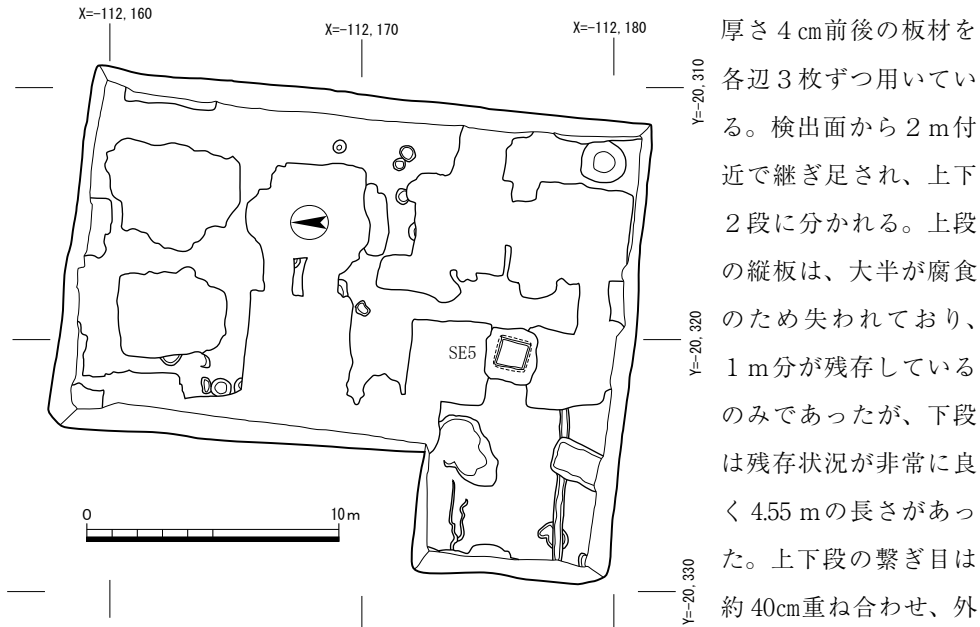 X=-112,160
X=-112,170
X=-112,180
Y=-20,310
Y=-20,320
Y=-20,330
SE5
0
10m
厚さ4㎝前後の板材を
各辺3枚ずつ用いてい
る。検出面から2m付
近で継ぎ足され、上下
2段に分かれる。上段
の縦板は、大半が腐食
のため失われており、
1m分が残存している
のみであったが、下段
は残存状況が非常に良
く4.55mの長さがあっ
た。上下段の繋ぎ目は
約40㎝重ね合わせ、外